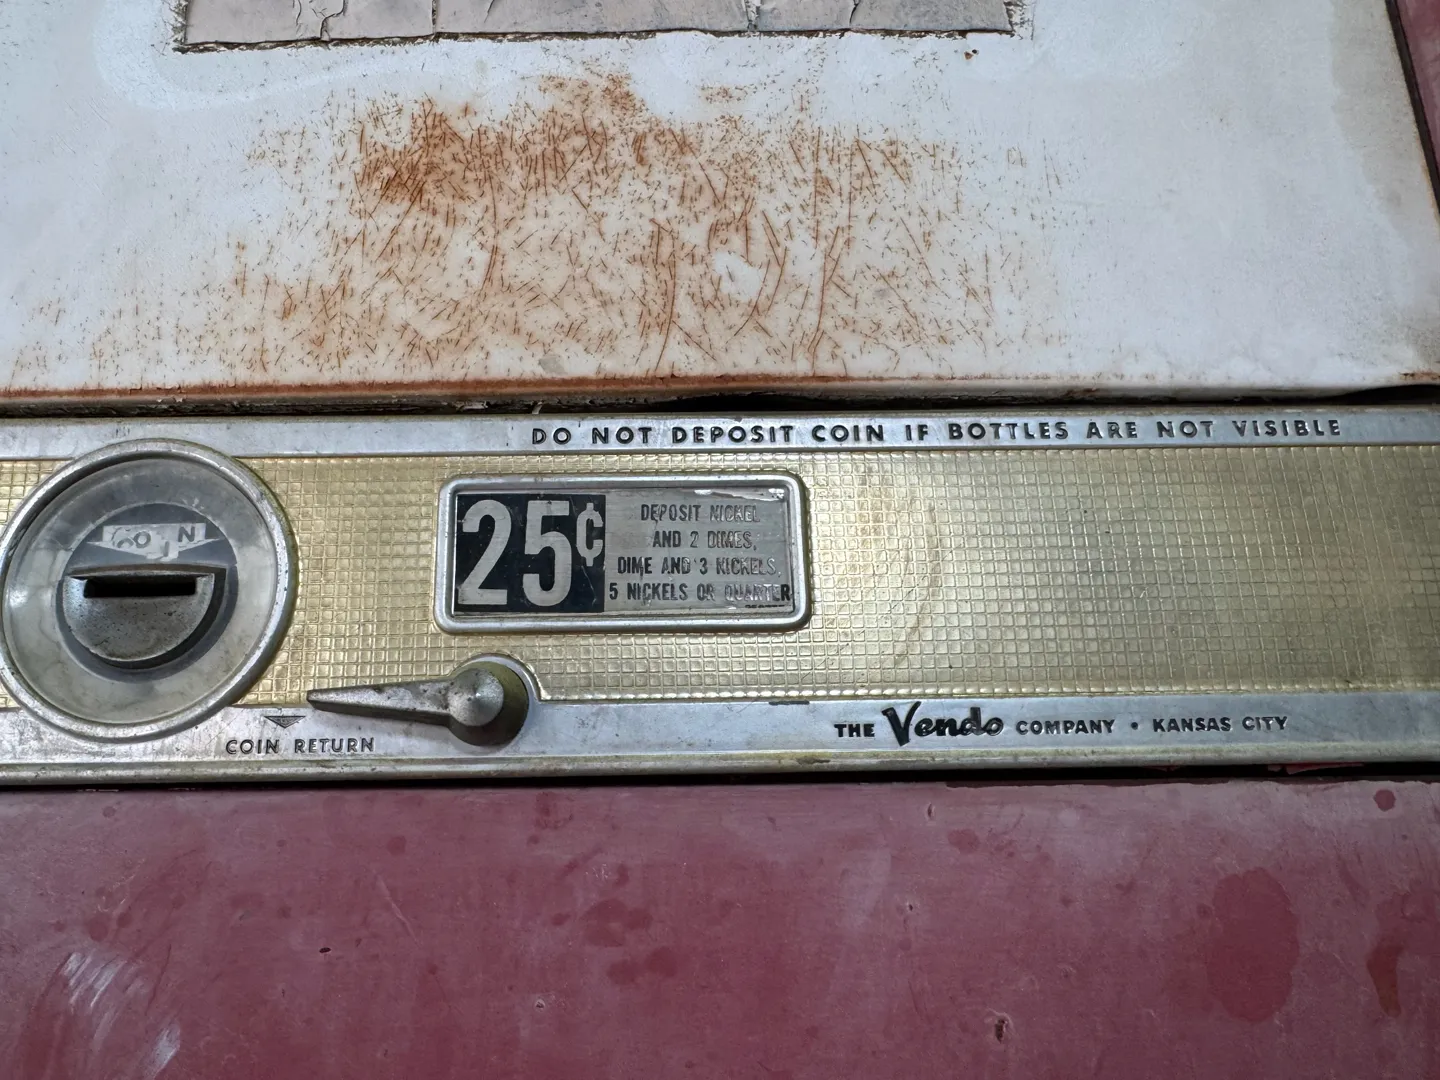 DO NOT DEPOSIT COIN IF BOTTLES ARE NOT VISIBLE
COIN
25¢
DEPOSIT NICKEL
AND 2 DIMES,
DIME AND 3 NICKELS,
5 NICKELS OR QUARTER
COIN RETURN
THE Vendo COMPANY • KANSAS CITY